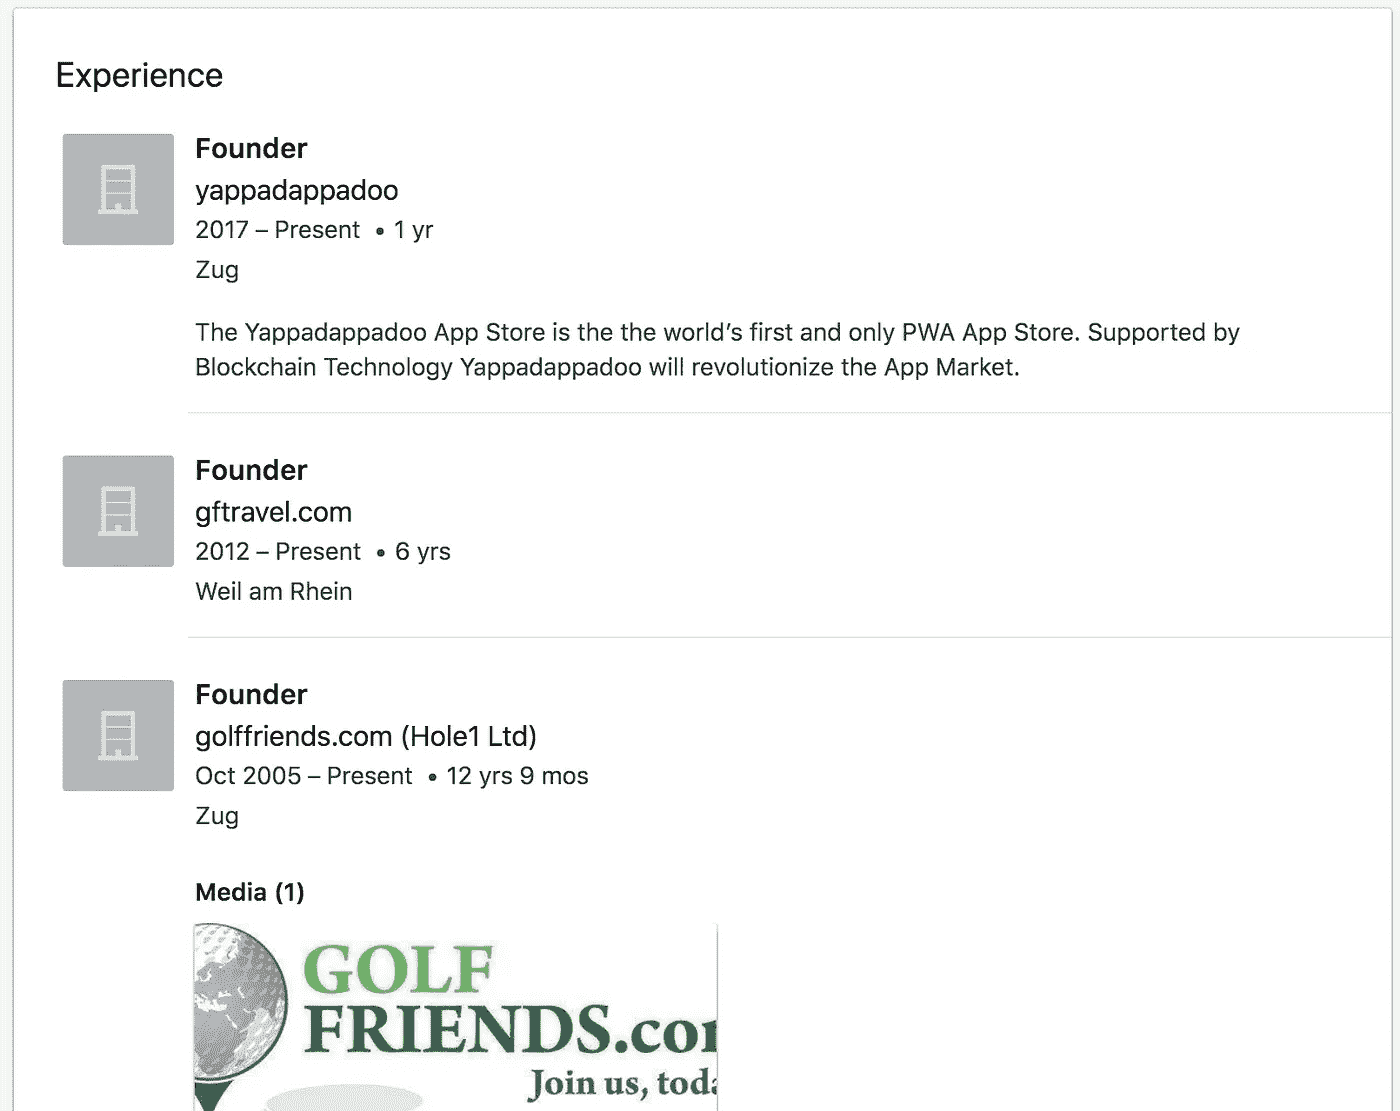 Experience
Founder
yappadappadoo
2017 – Present • 1 yr
Zug
The Yappadappadoo App Store is the the world's first and only PWA App Store. Supported by
Blockchain Technology Yappadappadoo will revolutionize the App Market.
Founder
gftravel.com
2012 – Present • 6 yrs
Weil am Rhein
Founder
golffriends.com (Hole1 Ltd)
Oct 2005 – Present • 12 yrs 9 mos
Zug
Media (1)
GOLF
FRIENDS.co
Join us, tod